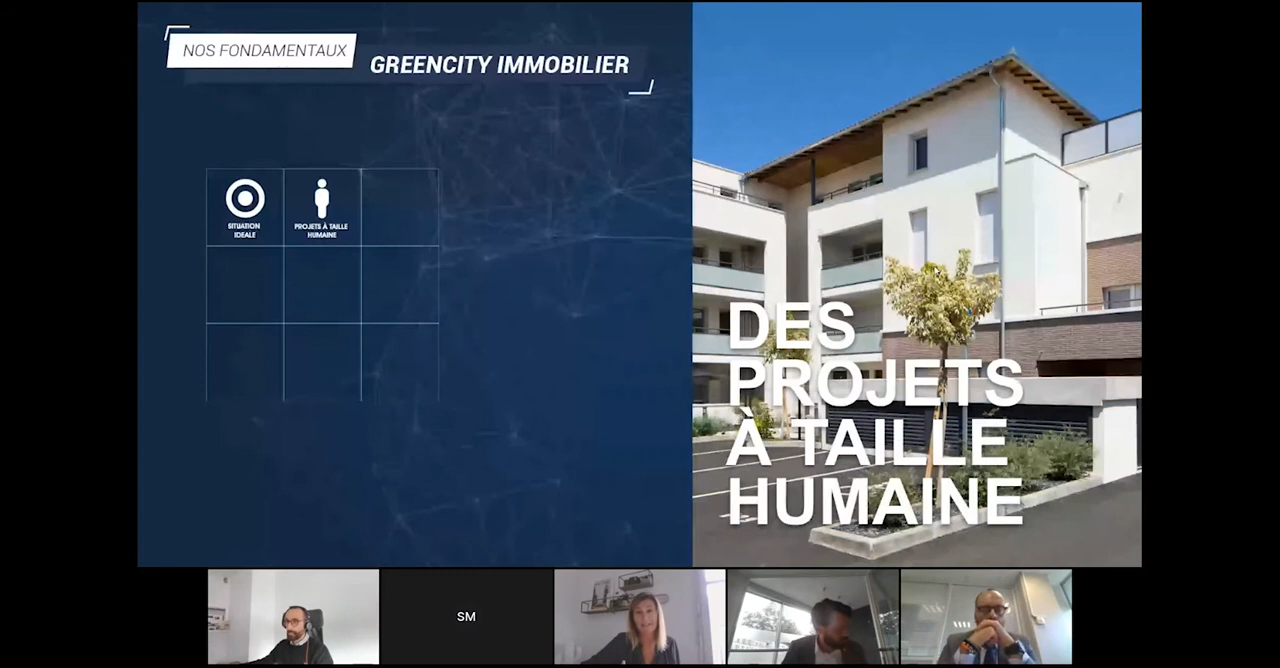 NOS FONDAMENTAUX
GREENCITY IMMOBILIER
SITUATION
IDEALE
PROJETS À TAILLE
HUMAINE
DES
PROJETS
À TAILLE
HUMAINE
SM